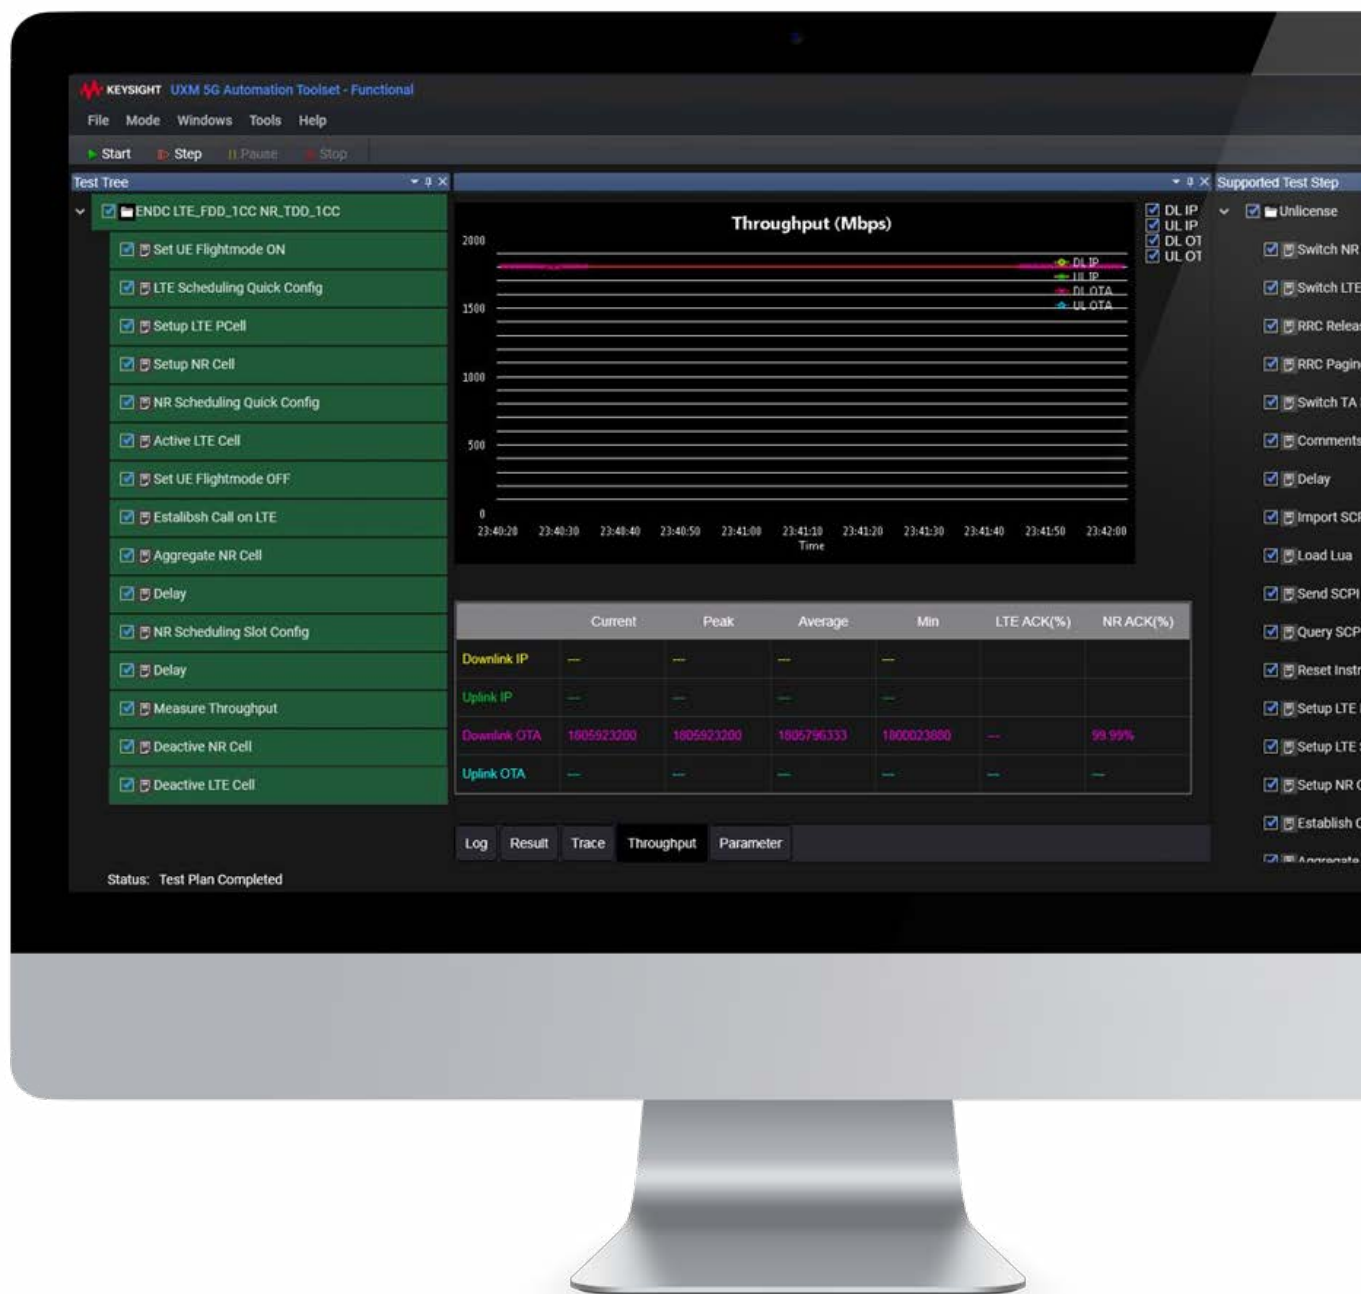 KEYSIGHT UXM 5G Automation Toolset - Functional
File Mode Windows Tools Help
Start Step Pause Stop
Test Tree
ENDC LTE_FDD_1CC NR_TDD_1CC
Set UE Flightmode ON
LTE Scheduling Quick Config
Setup LTE PCell
Setup NR Cell
NR Scheduling Quick Config
Active LTE Cell
Set UE Flightmode OFF
Estalibsh Call on LTE
Aggregate NR Cell
Delay
NR Scheduling Slot Config
Delay
Measure Throughput
Deactive NR Cell
Deactive LTE Cell
Status: Test Plan Completed
Throughput (Mbps)
2000
1500
1000
500
0
DL IP
UL IP
DL OTA
UL OTA
23:40:20 23:40:30 23:40:40 23:40:50 23:41:00 23:41:10 23:41:20 23:41:30 23:41:40 23:41:50 23:42:00
Time
DL IP
UL IP
DL OT
UL OT
Current Peak Average Min LTE ACK(%) NR ACK(%)
Downlink IP --- --- --- ---
Uplink IP --- --- --- ---
Downlink OTA 1805923200 1805923200 1805796333 1800023880 --- 99.99%
Uplink OTA --- --- --- --- --- ---
Log Result Trace Throughput Parameter
Supported Test Step
Unlicense
Switch NR
Switch LTE
RRC Releas
RRC Paging
Switch TA
Comments
Delay
Import SCP
Load Lua
Send SCPI
Query SCP
Reset Instr
Setup LTE
Setup LTE S
Setup NR C
Establish C
Aggregate